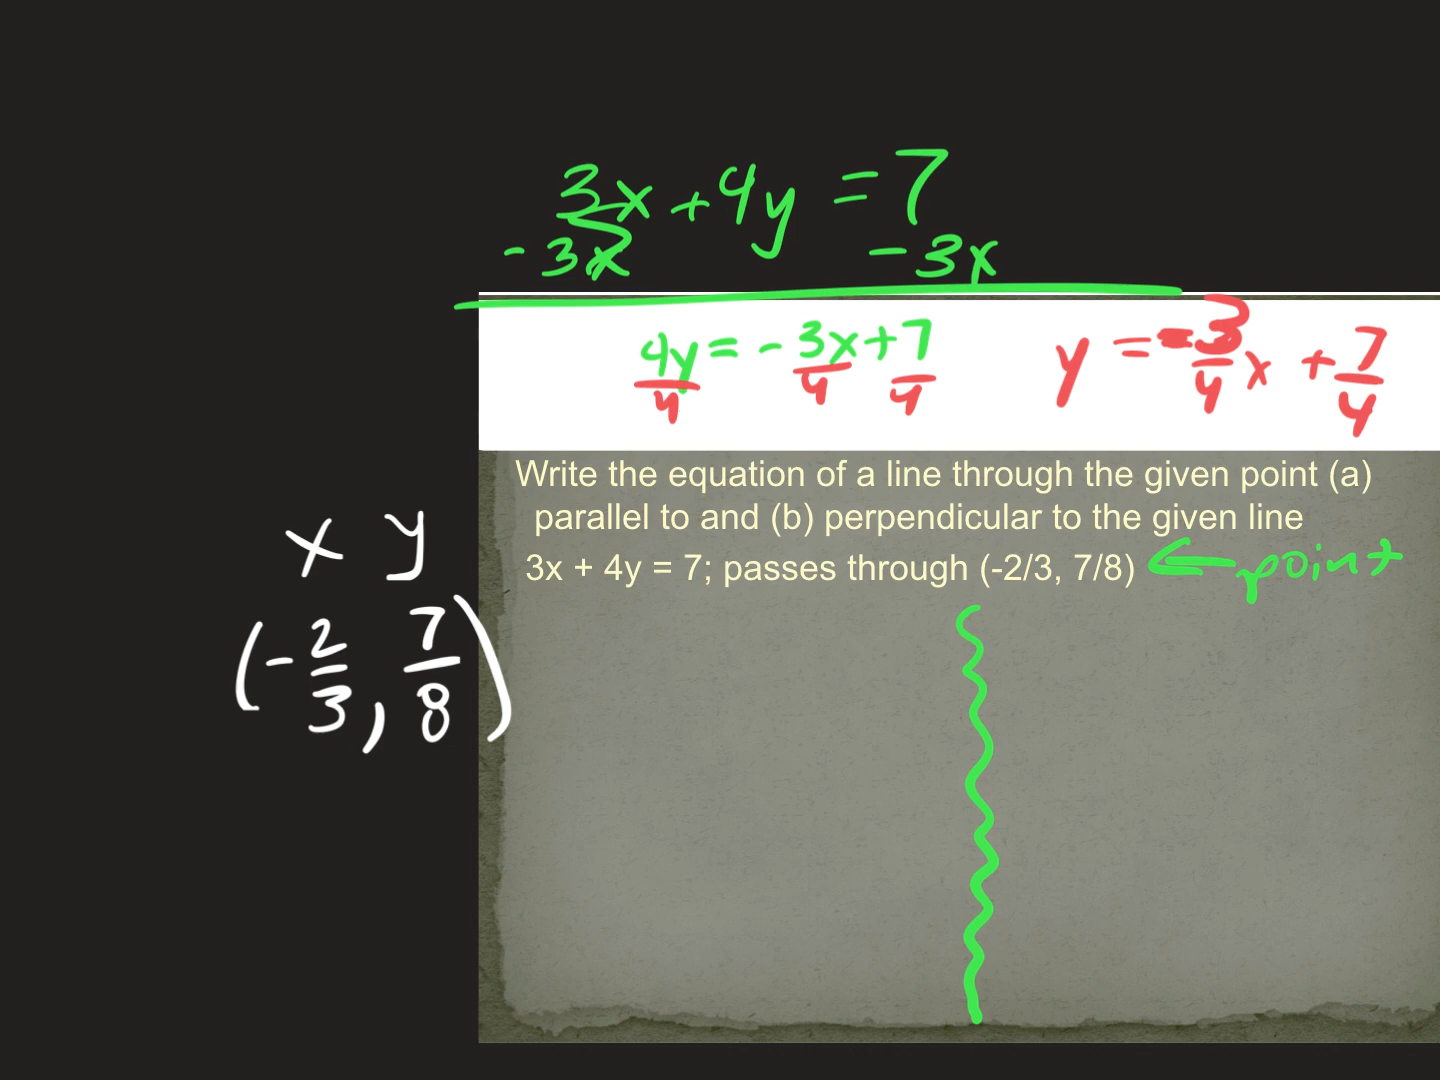 3x + 4y = 7
- 3x - 3x
4y/4 = - 3x/4 + 7/4 y = -3/4 x + 7/4
Write the equation of a line through the given point (a)
parallel to and (b) perpendicular to the given line
3x + 4y = 7; passes through (-2/3, 7/8) ← point
x y
(-2/3, 7/8)